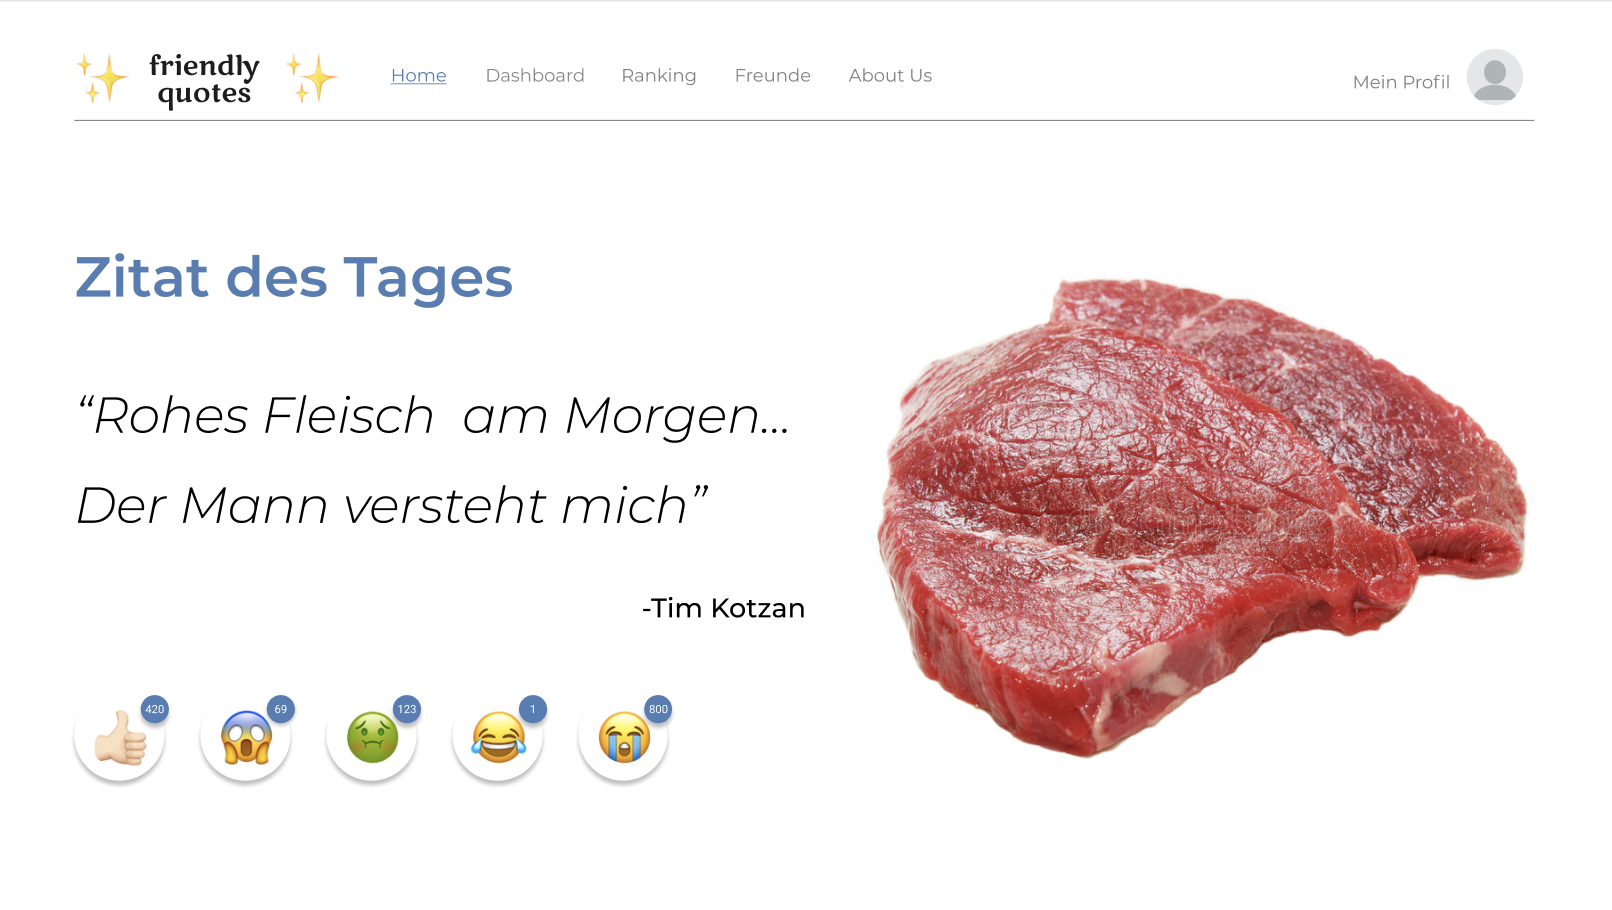 friendly
quotes
Home Dashboard Ranking Freunde About Us
Mein Profil
Zitat des Tages
“Rohes Fleisch am Morgen...
Der Mann versteht mich”
-Tim Kotzan
420 69 123 1 800